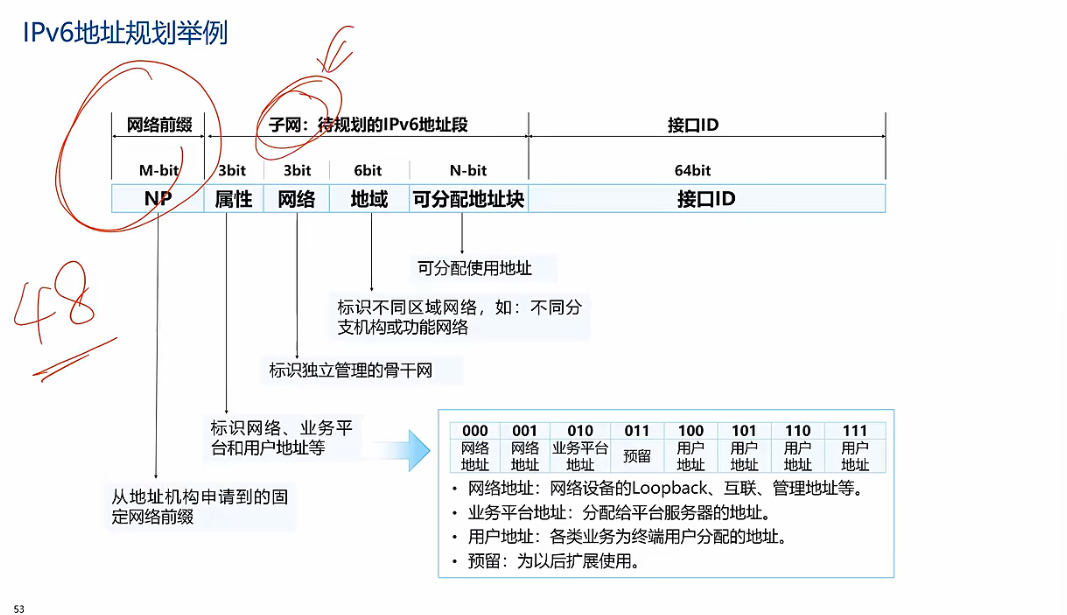 IPv6地址规划举例
网络前缀
子网：待规划的IPv6地址段
接口ID
M-bit
3bit
3bit
6bit
N-bit
64bit
NP
属性
网络
地域
可分配地址块
接口ID
48
可分配使用地址
标识不同区域网络，如：不同分
支机构或功能网络
标识独立管理的骨干网
标识网络、业务平
台和用户地址等
从地址机构申请到的固
定网络前缀
000
001
010
011
100
101
110
111
网络
地址
网络
地址
业务平台
地址
预留
用户
地址
用户
地址
用户
地址
用户
地址
• 网络地址：网络设备的Loopback、互联、管理地址等。
• 业务平台地址：分配给平台服务器的地址。
• 用户地址：各类业务为终端用户分配的地址。
• 预留：为以后扩展使用。
53